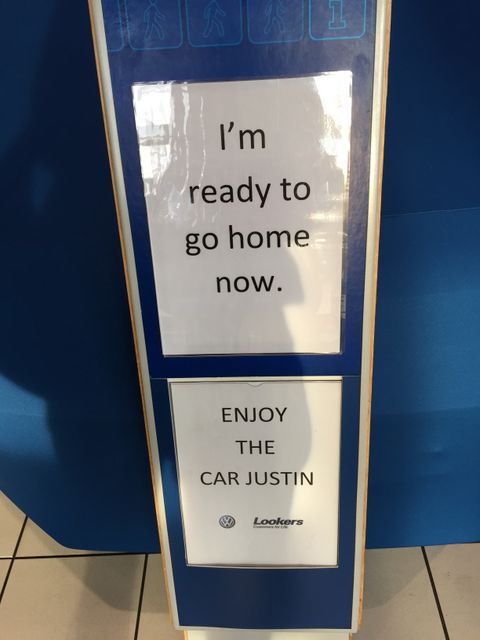 I'm
ready to
go home
now.
ENJOY
THE
CAR JUSTIN
Lookers